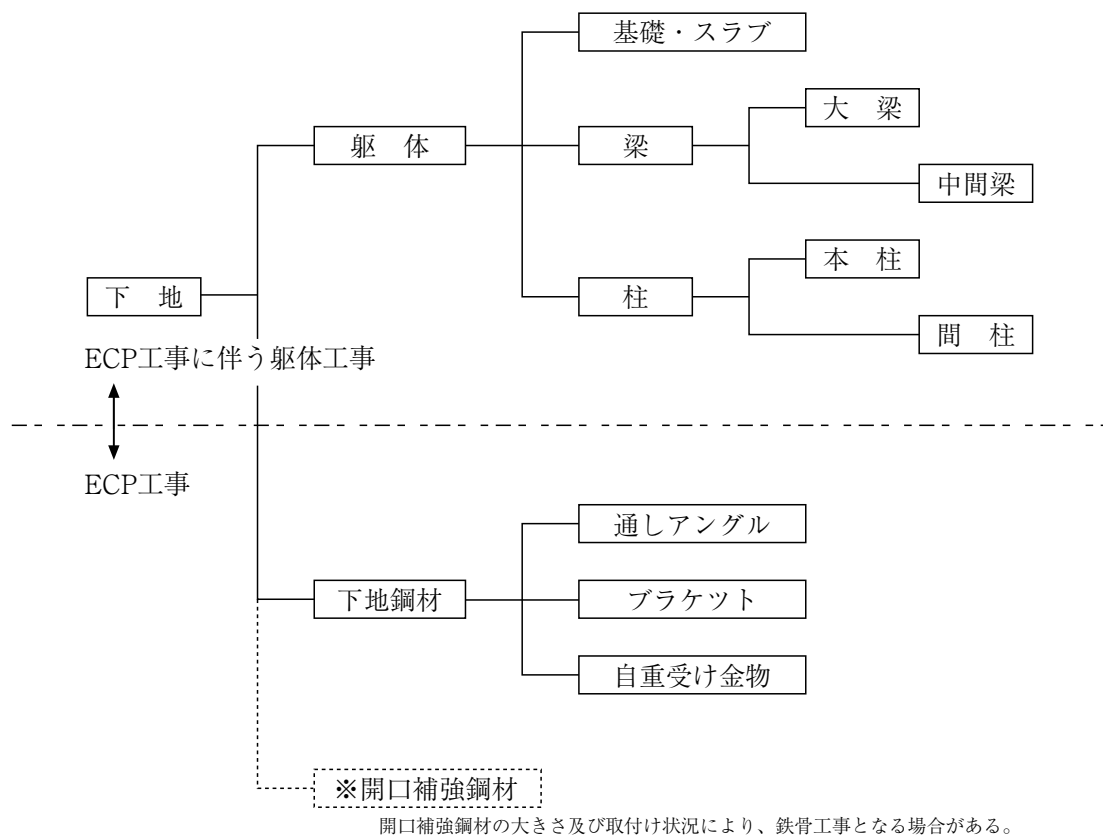 基礎・スラブ
大　梁
躯　体
梁
中間梁
本　柱
下　地
柱
間　柱
ECP工事に伴う躯体工事
ECP工事
通しアングル
下地鋼材
ブラケツト
自重受け金物
※開口補強鋼材
開口補強鋼材の大きさ及び取付け状況により、鉄骨工事となる場合がある。